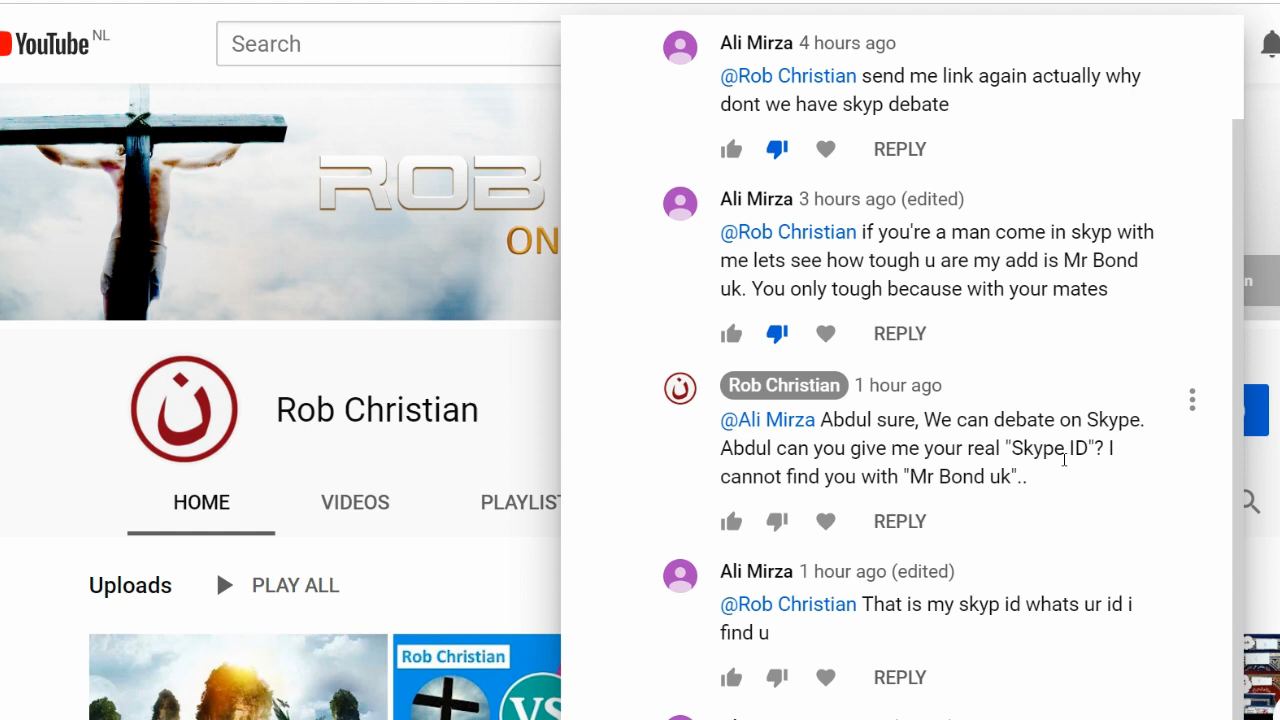 YouTube NL
Search
ROB
ON
ن
Rob Christian
HOME VIDEOS PLAYLIS
Uploads PLAY ALL
Rob Christian
VS
Ali Mirza 4 hours ago
@Rob Christian send me link again actually why
dont we have skyp debate
REPLY
Ali Mirza 3 hours ago (edited)
@Rob Christian if you're a man come in skyp with
me lets see how tough u are my add is Mr Bond
uk. You only tough because with your mates
REPLY
ن
Rob Christian 1 hour ago
@Ali Mirza Abdul sure, We can debate on Skype.
Abdul can you give me your real "Skype ID"? I
cannot find you with "Mr Bond uk"..
REPLY
Ali Mirza 1 hour ago (edited)
@Rob Christian That is my skyp id whats ur id i
find u
REPLY
n